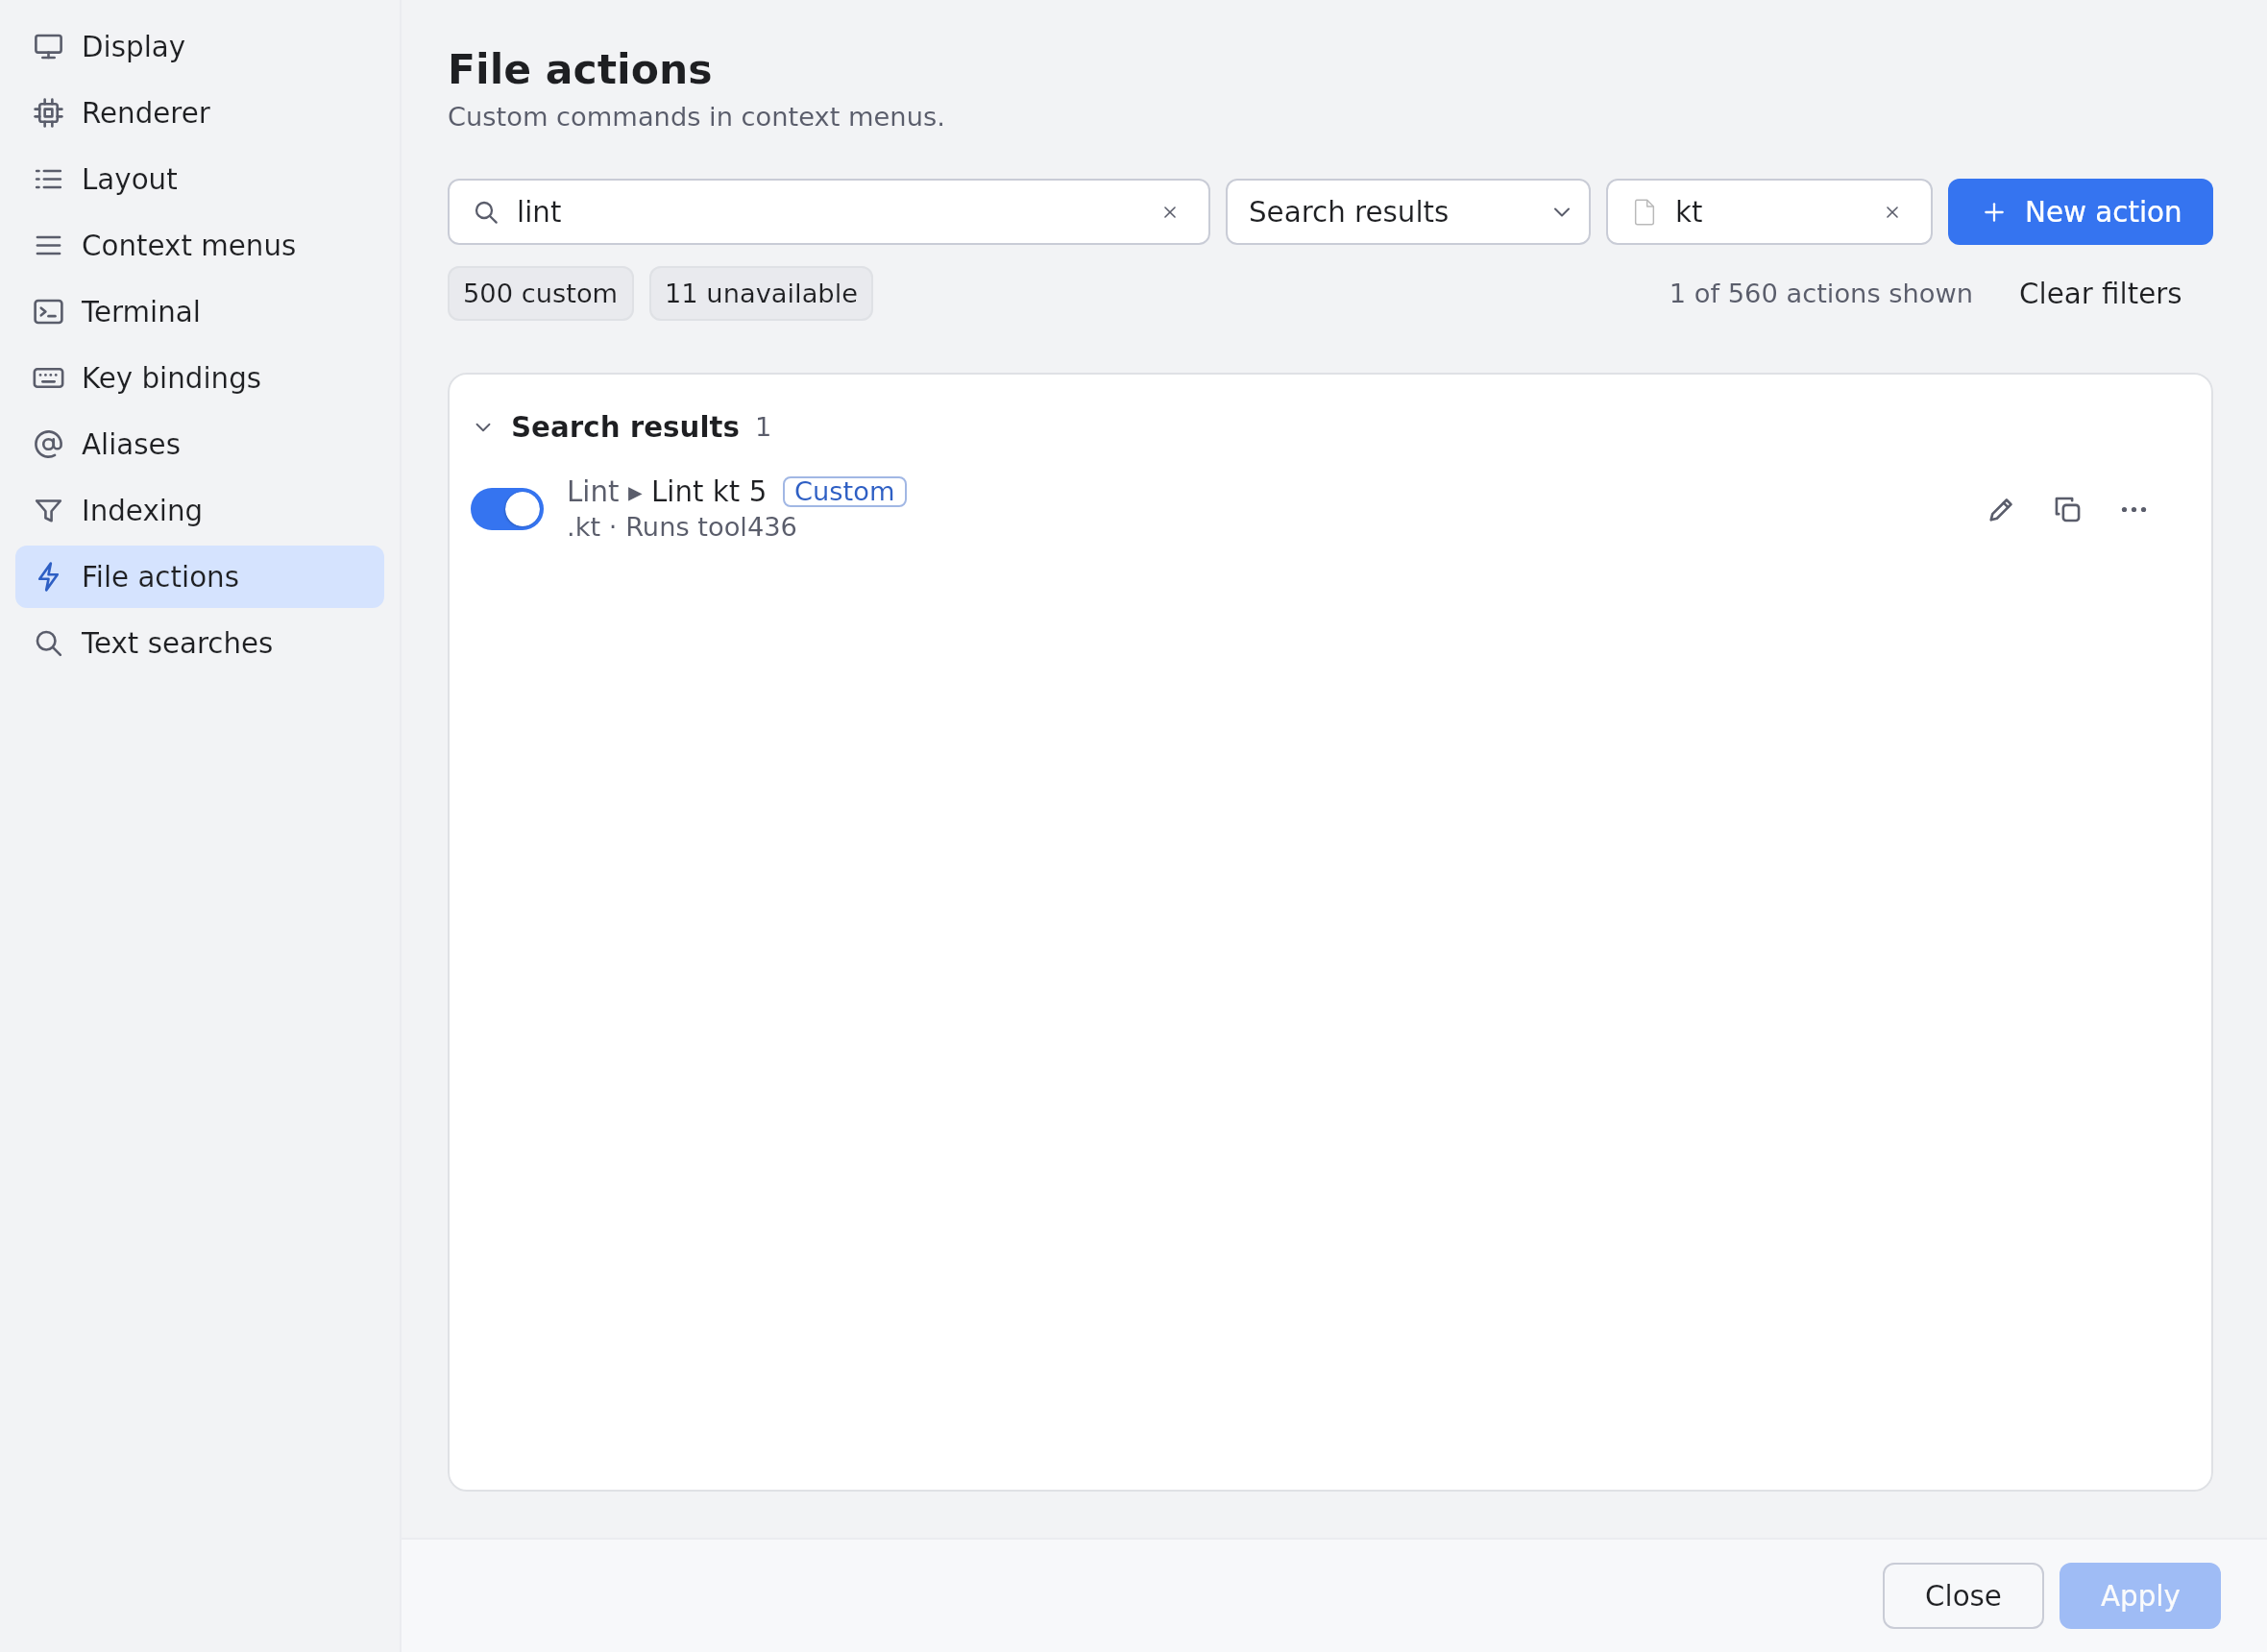 Display
Renderer
Layout
Context menus
Terminal
Key bindings
Aliases
Indexing
File actions
Text searches
File actions
Custom commands in context menus.
lint
Search results
kt
New action
500 custom
11 unavailable
1 of 560 actions shown
Clear filters
Search results 1
Lint ▸ Lint kt 5 Custom
.kt · Runs tool436
Close
Apply